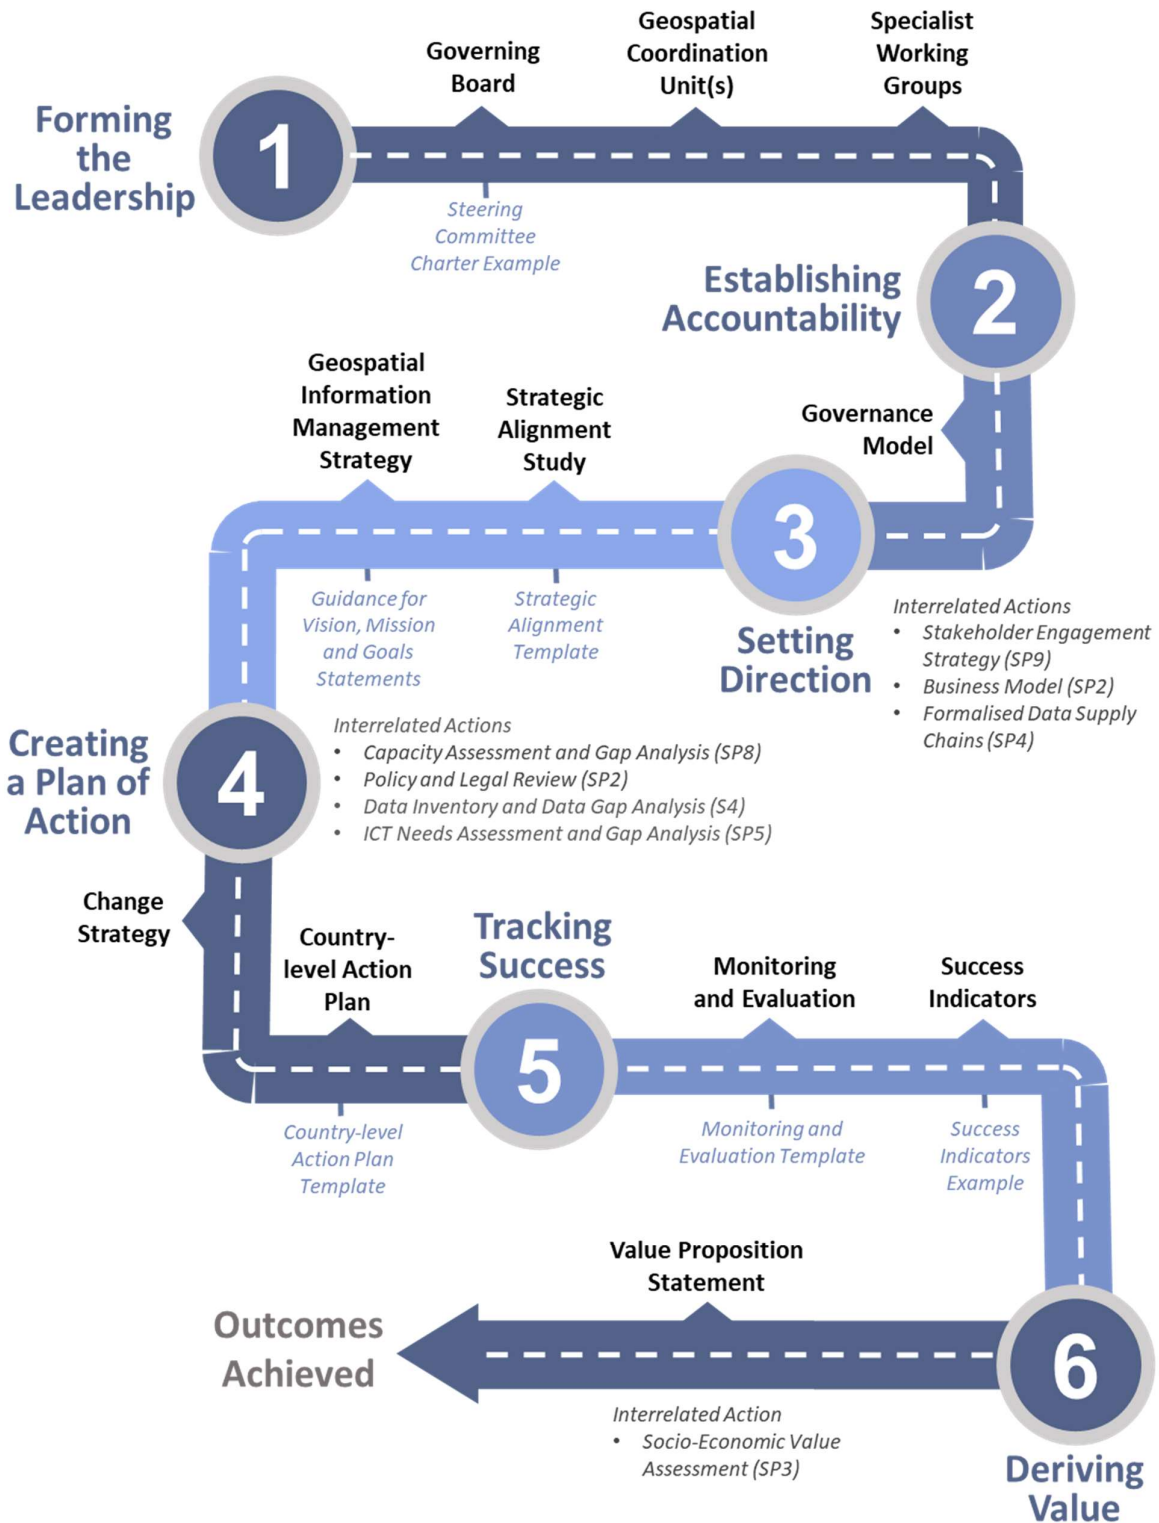 Forming
the
Leadership
1
Governing
Board
Geospatial
Coordination
Unit(s)
Specialist
Working
Groups
Steering
Committee
Charter Example
Establishing
Accountability
2
Governance
Model
Geospatial
Information
Management
Strategy
Strategic
Alignment
Study
3
Setting
Direction
Guidance for
Vision, Mission
and Goals
Statements
Strategic
Alignment
Template
Interrelated Actions
• Stakeholder Engagement
Strategy (SP9)
• Business Model (SP2)
• Formalised Data Supply
Chains (SP4)
Creating
a Plan of
Action
4
Interrelated Actions
• Capacity Assessment and Gap Analysis (SP8)
• Policy and Legal Review (SP2)
• Data Inventory and Data Gap Analysis (S4)
• ICT Needs Assessment and Gap Analysis (SP5)
Change
Strategy
Country-
level Action
Plan
Country-level
Action Plan
Template
Tracking
Success
5
Monitoring
and Evaluation
Success
Indicators
Monitoring and
Evaluation Template
Success
Indicators
Example
Value Proposition
Statement
6
Deriving
Value
Interrelated Action
• Socio-Economic Value
Assessment (SP3)
Outcomes
Achieved